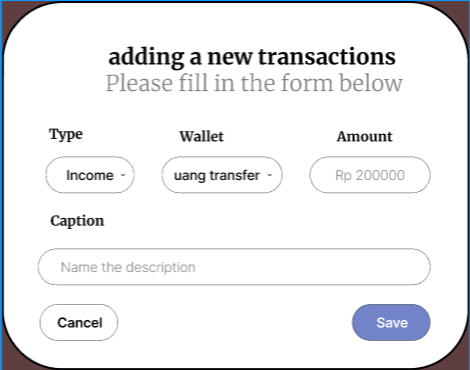 adding a new transactions
Please fill in the form below
Type Wallet Amount
Income uang transfer Rp 200000
Caption
Name the description
Cancel Save